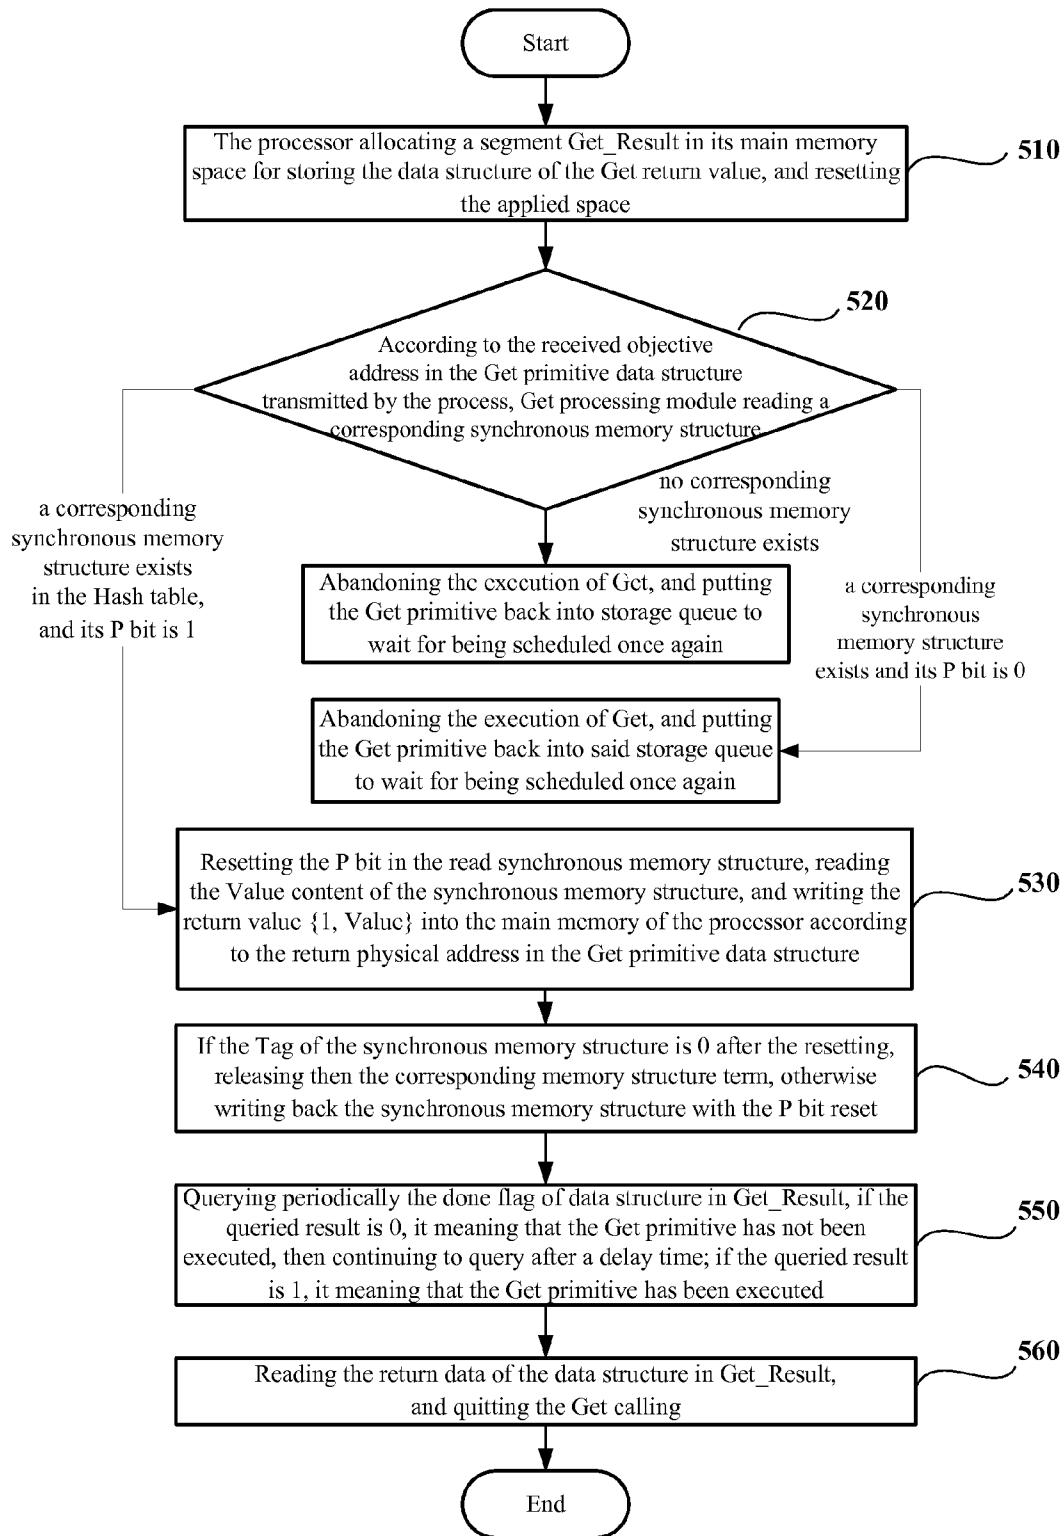 Start
The processor allocating a segment Get_Result in its main memory
space for storing the data structure of the Get return value, and resetting
the applied space
510
520
According to the received objective
address in the Get primitive data structure
transmitted by the process, Get processing module reading a
corresponding synchronous memory structure
a corresponding
synchronous memory
structure exists
in the Hash table,
and its P bit is 1
no corresponding
synchronous memory
structure exists
a corresponding
synchronous
memory structure
exists and its P bit is 0
Abandoning the execution of Get, and putting
the Get primitive back into storage queue to
wait for being scheduled once again
Abandoning the execution of Get, and putting
the Get primitive back into said storage queue
to wait for being scheduled once again
Resetting the P bit in the read synchronous memory structure, reading
the Value content of the synchronous memory structure, and writing the
return value {1, Value} into the main memory of the processor according
to the return physical address in the Get primitive data structure
530
If the Tag of the synchronous memory structure is 0 after the resetting,
releasing then the corresponding memory structure term, otherwise
writing back the synchronous memory structure with the P bit reset
540
Querying periodically the done flag of data structure in Get_Result, if the
queried result is 0, it meaning that the Get primitive has not been
executed, then continuing to query after a delay time; if the queried result
is 1, it meaning that the Get primitive has been executed
550
Reading the return data of the data structure in Get_Result,
and quitting the Get calling
560
End